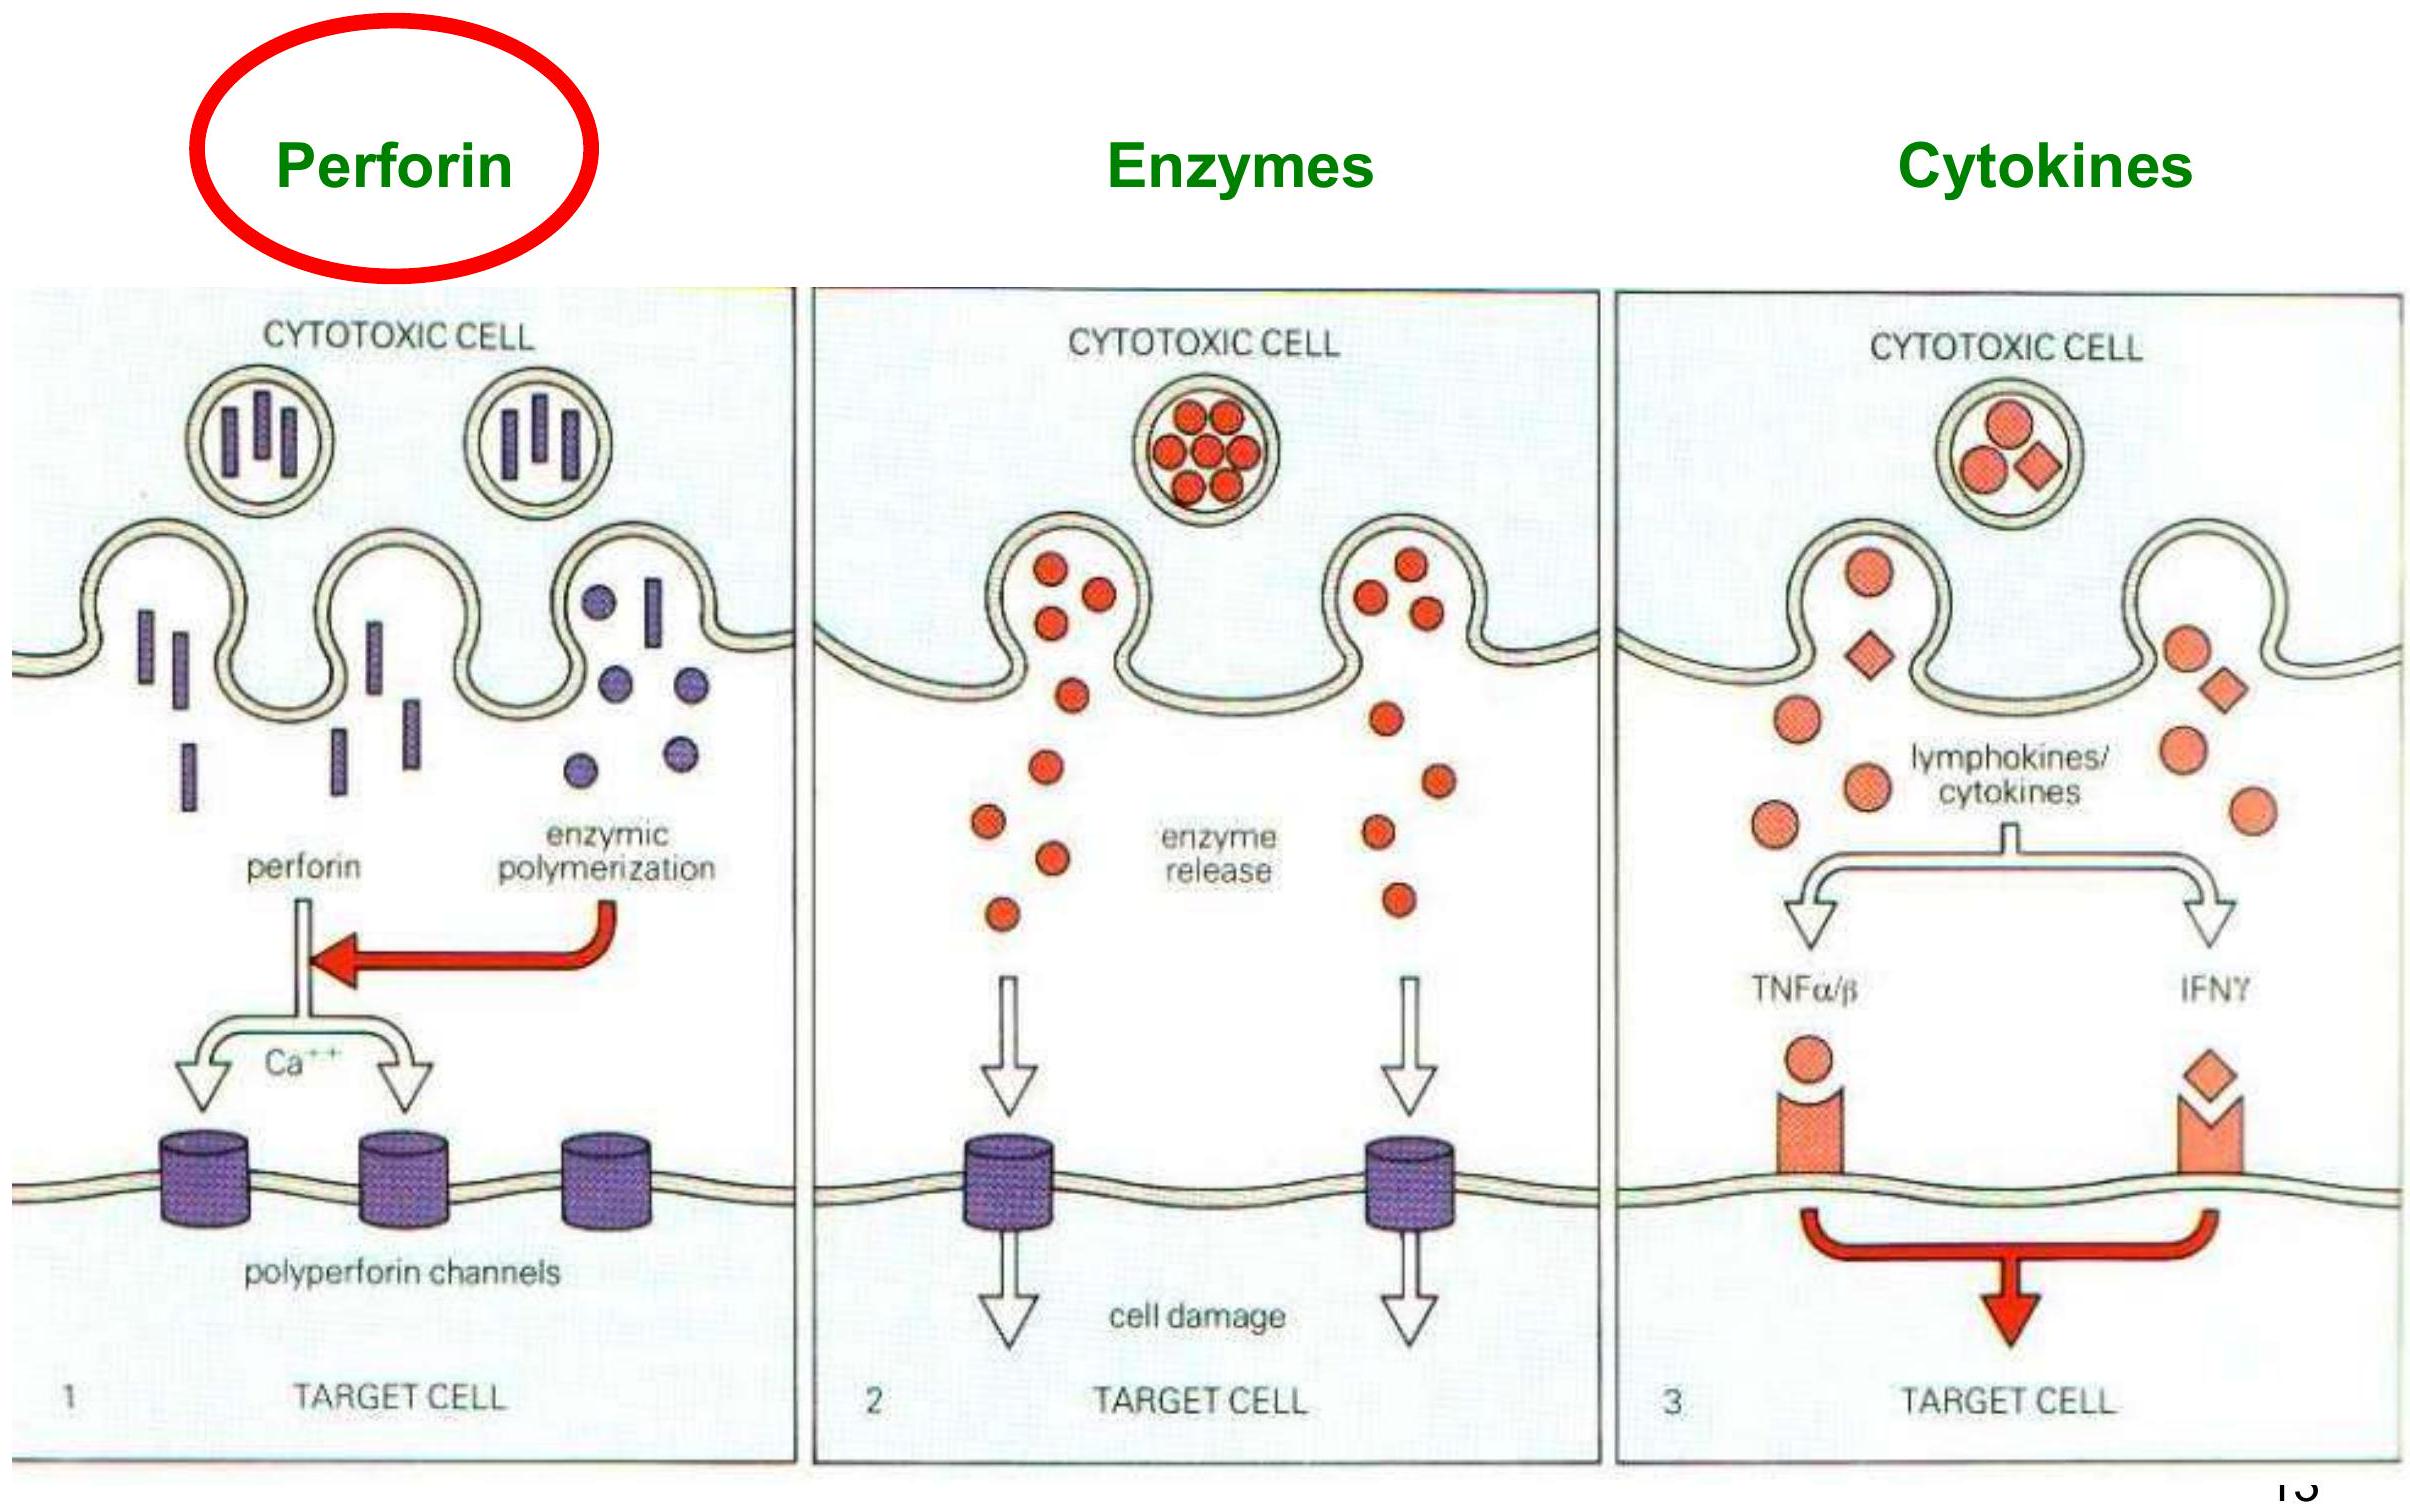 Perforin
Enzymes
Cytokines
CYTOTOXIC CELL
perforin
enzymic
polymerization
Ca++
polyperforin channels
1
TARGET CELL
CYTOTOXIC CELL
enzyme
release
cell damage
2
TARGET CELL
CYTOTOXIC CELL
lymphokines/
cytokines
TNFα/β
IFNγ
3
TARGET CELL